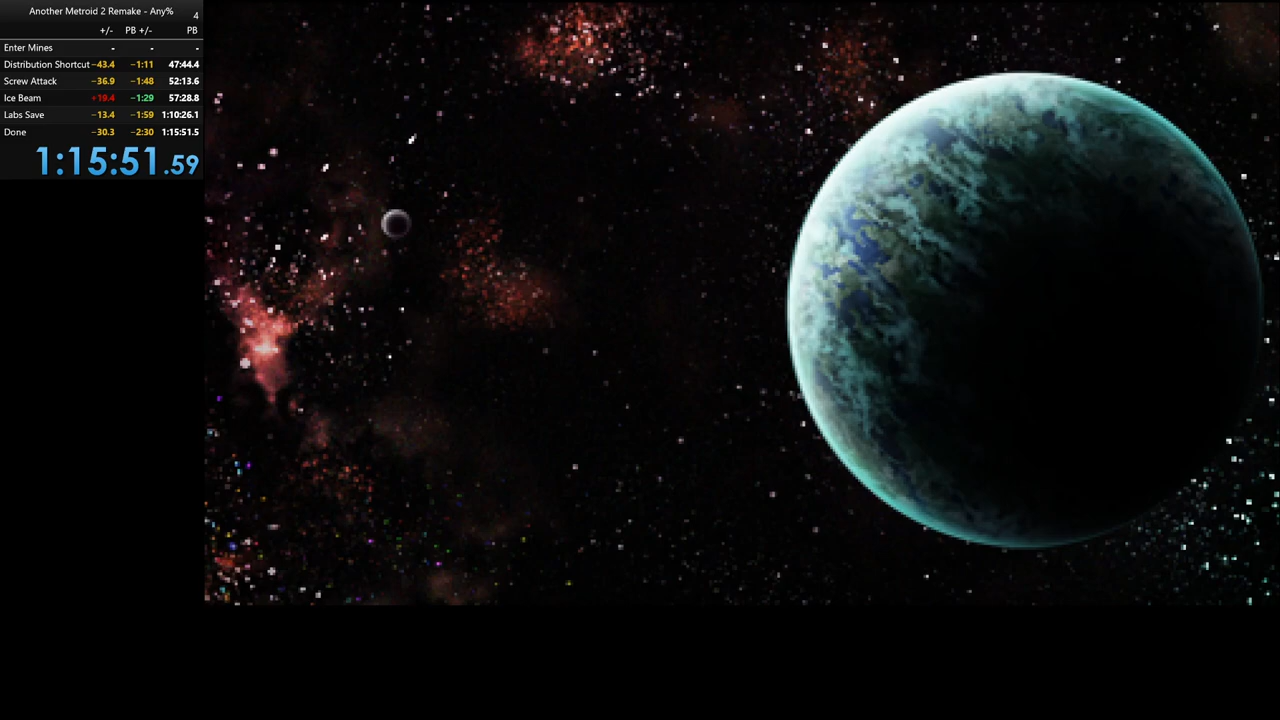 Another Metroid 2 Remake - Any%
4
+/- PB +/- PB
Enter Mines - - -
Distribution Shortcut −43.4 −1:11 47:44.4
Screw Attack −36.9 −1:48 52:13.6
Ice Beam +19.4 −1:29 57:28.8
Labs Save −13.4 −1:59 1:10:26.1
Done −30.3 −2:30 1:15:51.5
1:15:51.59